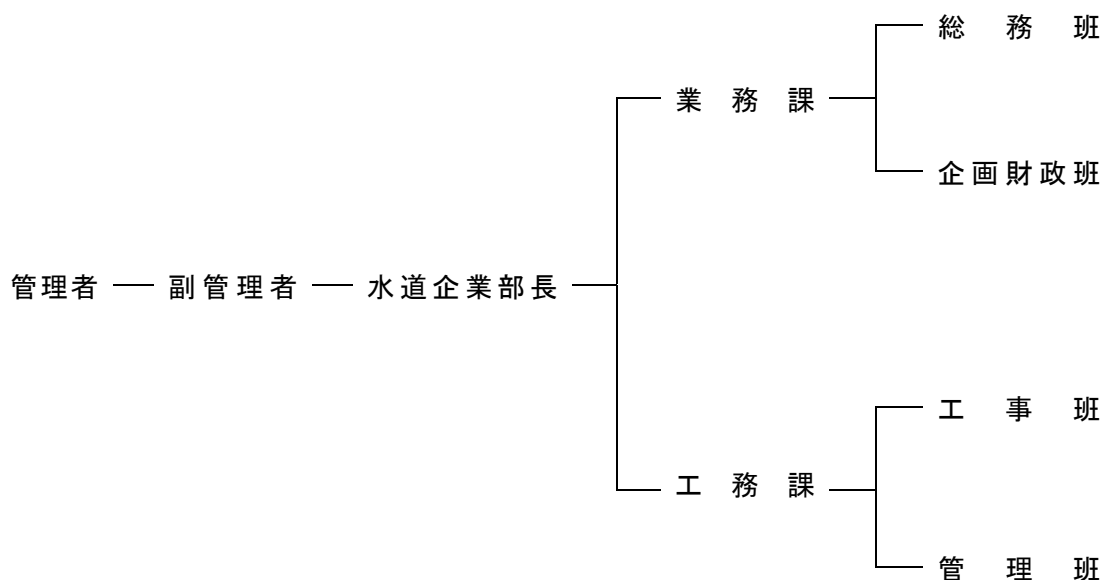 総務班
業務課
企画財政班
管理者 副管理者 水道企業部長
工事班
工務課
管理班